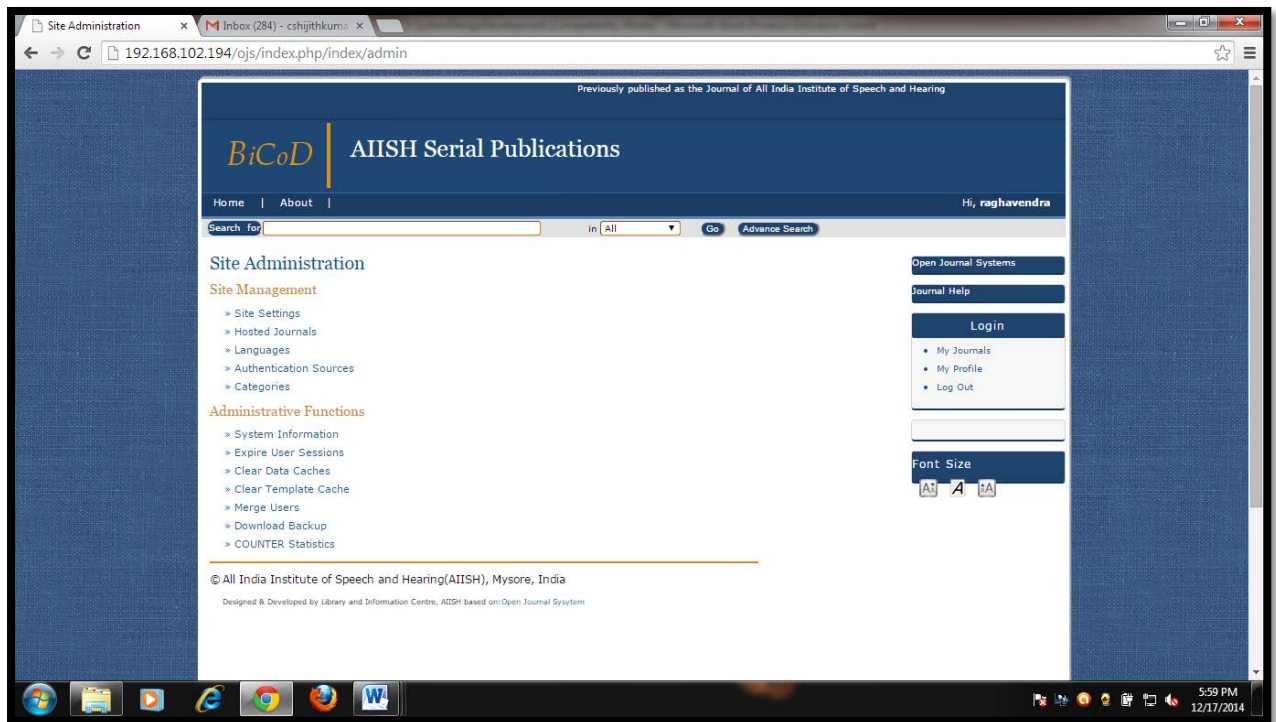 Site Administration
Inbox (284) - cshijithkuma
192.168.102.194/ojs/index.php/index/admin
Previously published as the Journal of All India Institute of Speech and Hearing
BiCoD
AIISH Serial Publications
Home | About |
Hi, raghavendra
Search for in All Go Advance Search
Site Administration
Site Management
» Site Settings
» Hosted Journals
» Languages
» Authentication Sources
» Categories
Administrative Functions
» System Information
» Expire User Sessions
» Clear Data Caches
» Clear Template Cache
» Merge Users
» Download Backup
» COUNTER Statistics
© All India Institute of Speech and Hearing(AIISH), Mysore, India
Designed & Developed by Library and Information Centre, AIISH based on:Open Journal Sysytem
Open Journal Systems
Journal Help
Login
• My Journals
• My Profile
• Log Out
Font Size
A A A
5:59 PM
12/17/2014